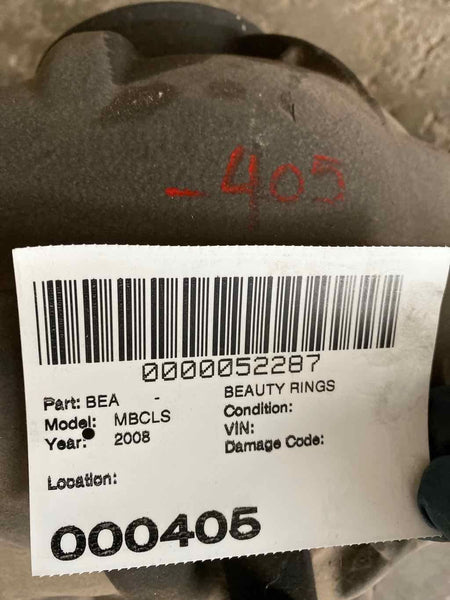 -405
0000052287
Part: BEA - BEAUTY RINGS
Model: MBCLS Condition:
Year: 2008 VIN:
Damage Code:
Location:
000405